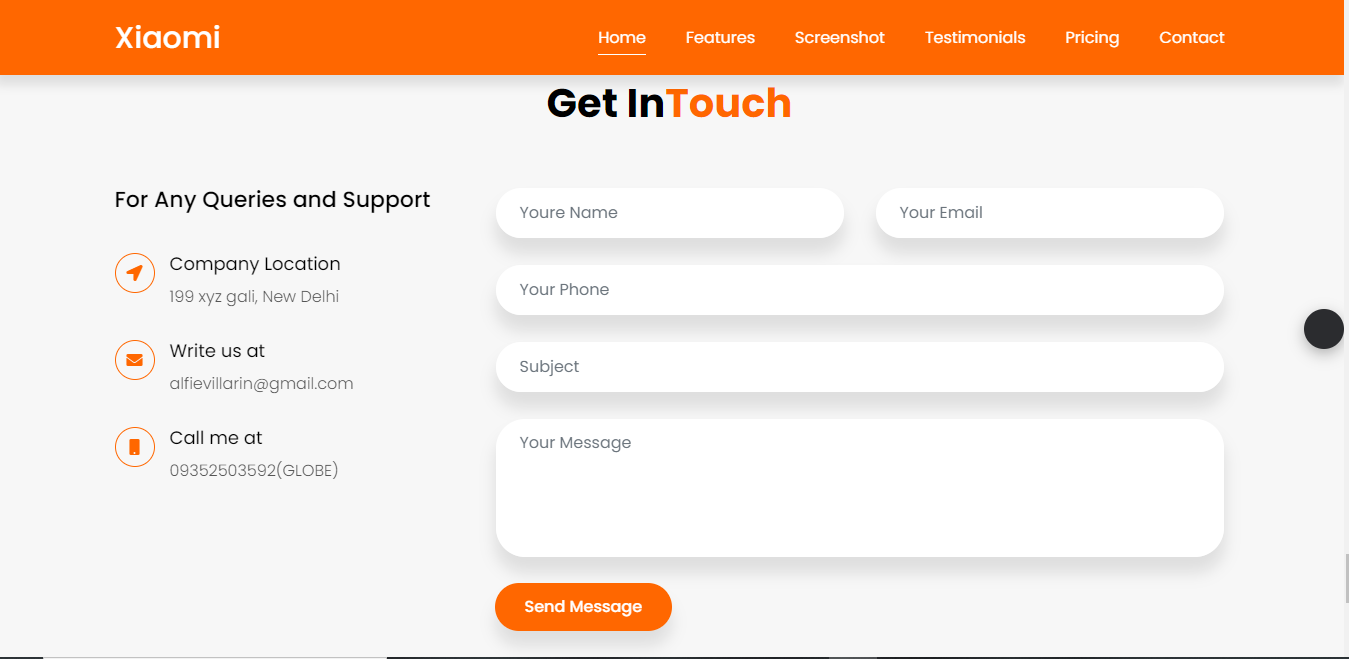 Xiaomi
Home Features Screenshot Testimonials Pricing Contact
Get InTouch
For Any Queries and Support
Company Location
199 xyz gali, New Delhi
Write us at
alfievillarin@gmail.com
Call me at
09352503592(GLOBE)
Youre Name
Your Email
Your Phone
Subject
Your Message
Send Message